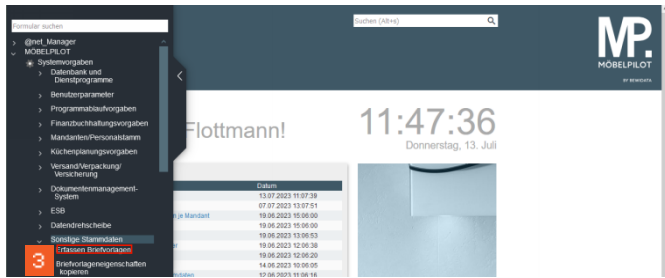 Formular suchen
@net_Manager
MÖBELPILOT
Systemvorgaben
Datenbank und
Dienstprogramme
Benutzerparameter
Programmablaufvorgaben
Finanzbuchhaltungsvorgaben
Mandanten/Personalstamm
Küchenplanungsvorgaben
Versand/Verpackung/
Versicherung
Dokumentenmanagement-
System
ESB
Datendrehscheibe
Sonstige Stammdaten
3
Erfassen Briefvorlages
Briefvorlageneigenschaften
kopieren
Suchen (Alt+s)
MP.
MÖBELPILOT
Flottmann!
11:47:36
Donnerstag, 13. Juli
Datum
13.07.2023 11:07:39
07.07.2023 13:07:51
n je Mandant 19.06.2023 15:06:00
19.06.2023 15:06:00
19.06.2023 13:06:53
19.06.2023 12:06:38
19.06.2023 12:06:20
14.06.2023 10:06:05
mdaten 12.06.2023 11:06:16